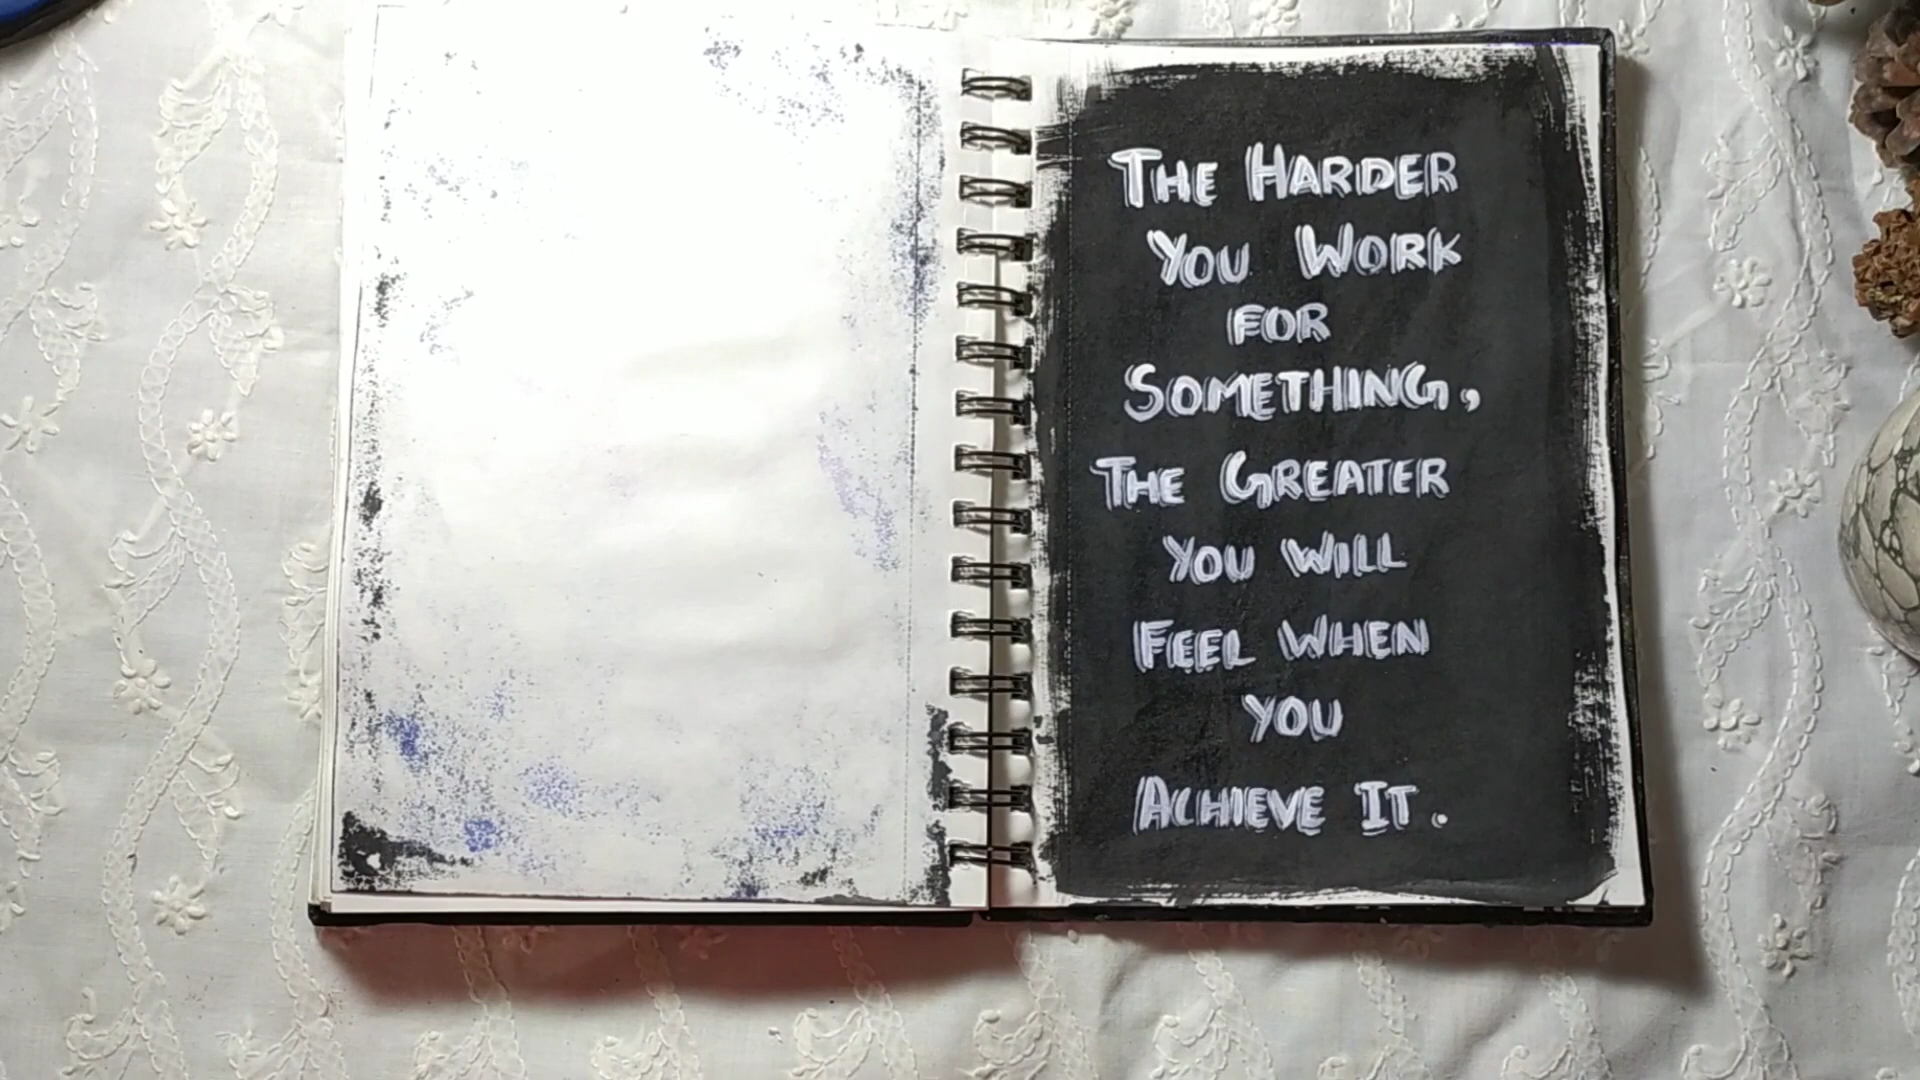 The Harder
You Work
for
Something,
The Greater
You Will
Feel When
You
Achieve It.